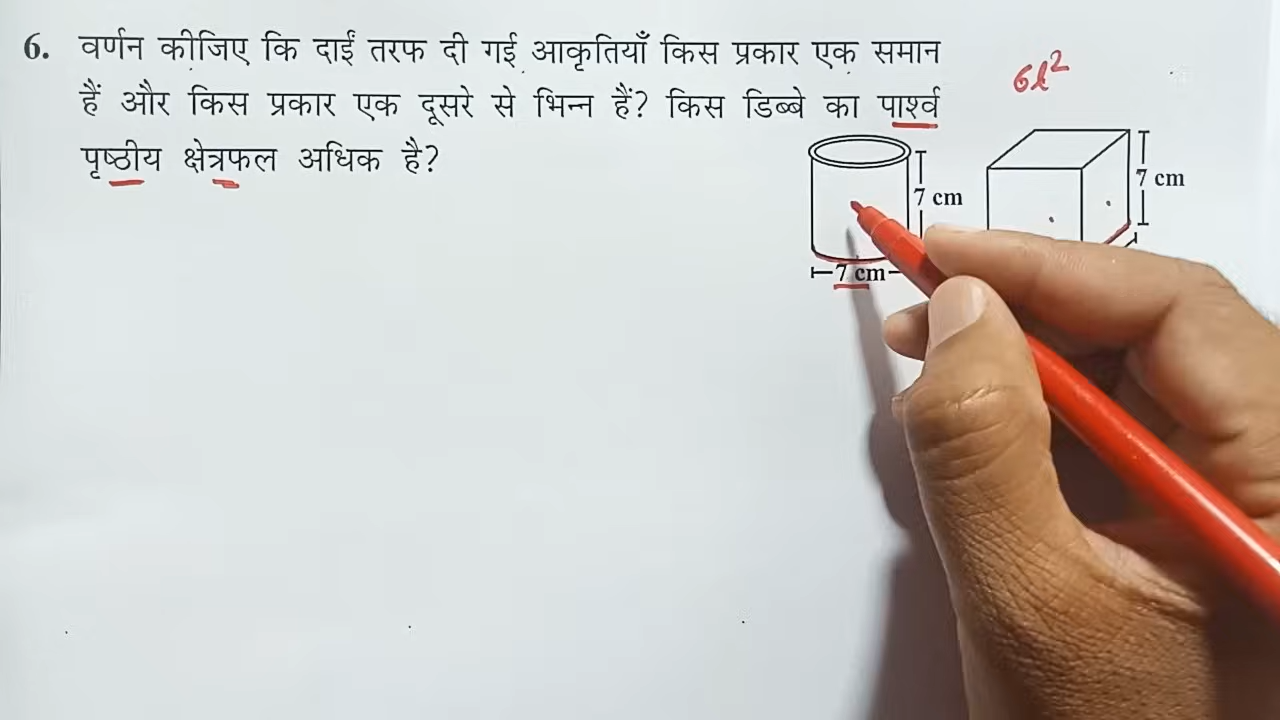 6. वर्णन कीजिए कि दाईं तरफ दी गई आकृतियाँ किस प्रकार एक समान
हैं और किस प्रकार एक दूसरे से भिन्न हैं? किस डिब्बे का पार्श्व
पृष्ठीय क्षेत्रफल अधिक है?
6l²
7 cm
7 cm
7 cm